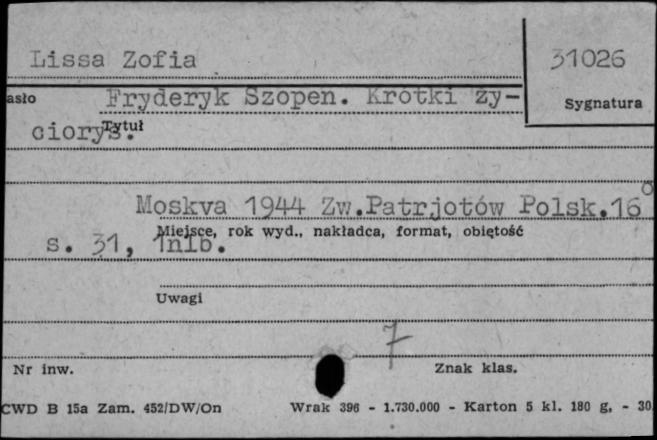 Lissa Zofia
31026
asło
Fryderyk Szopen. Krotki ży-
Sygnatura
Tytuł
ciorys.
Moskva 1944 Zw.Patrjotów Polsk.16°
Miejsce, rok wyd., nakładca, format, objętość
s. 31, 1nlb.
Uwagi
7
Nr inw.
Znak klas.
CWD B 15a Zam. 452/DW/On
Wrak 396 - 1.730.000 - Karton 5 kl. 180 g. - 30